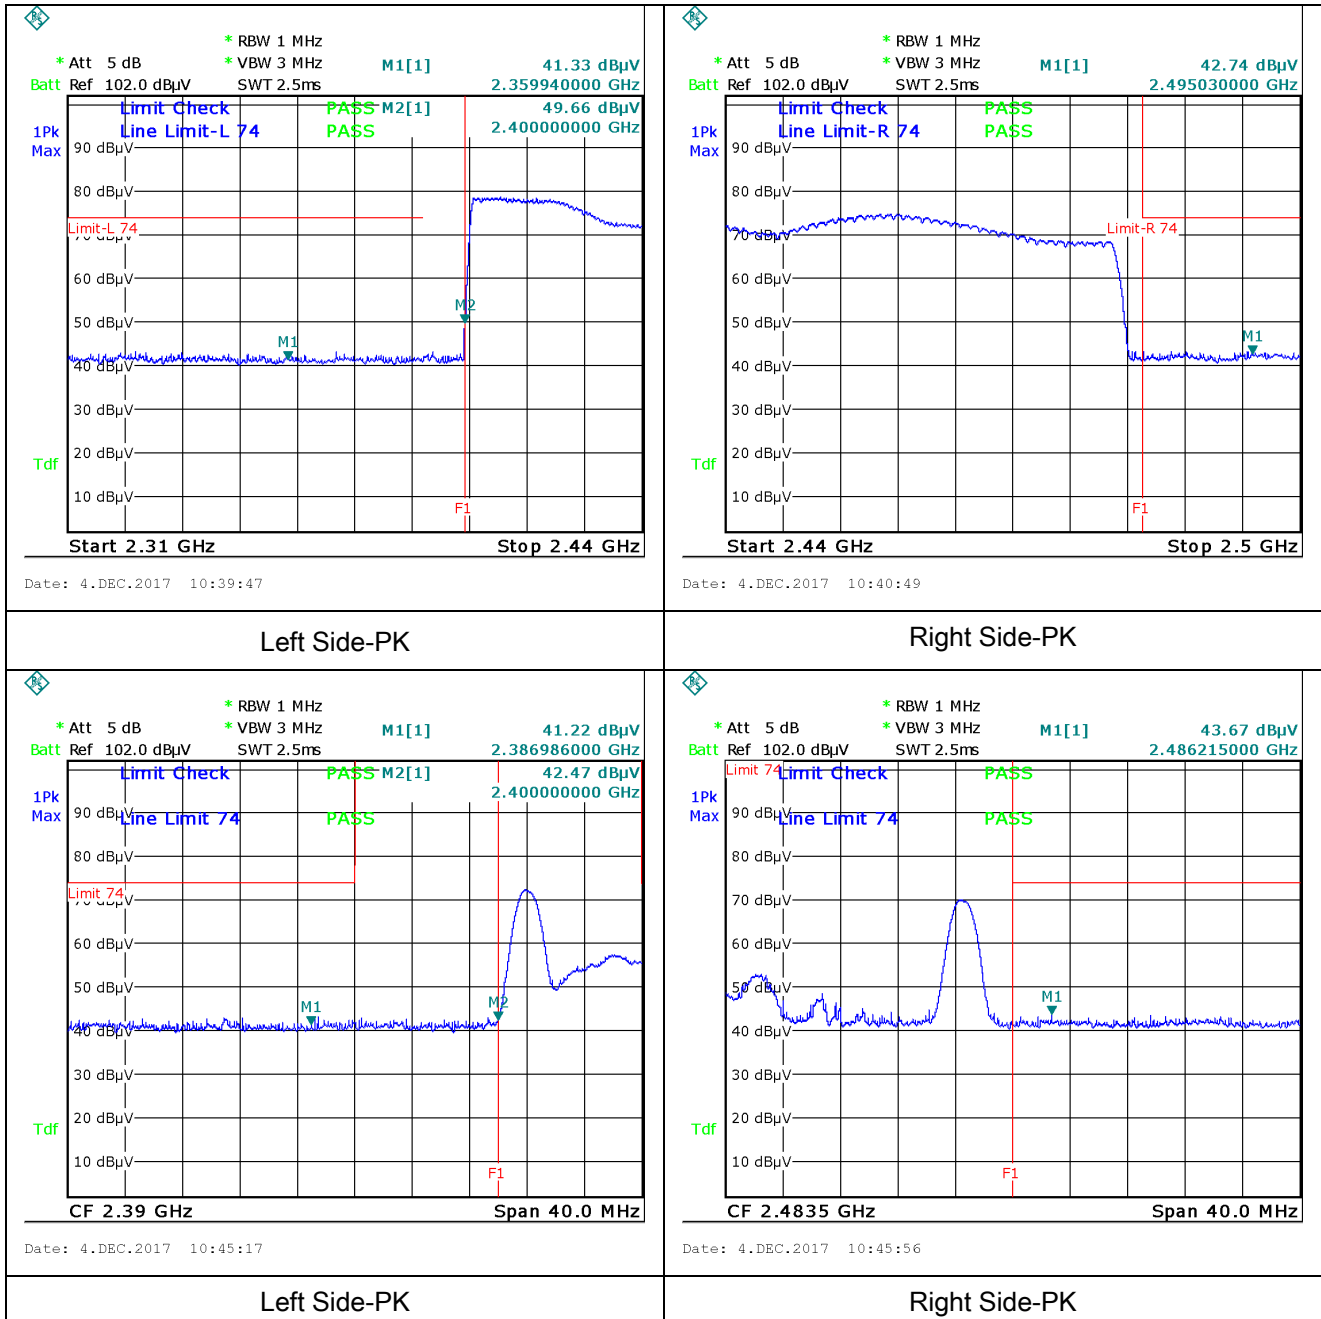 * RBW 1 MHz
* Att 5 dB * VBW 3 MHz M1[1] 41.33 dBµV
Batt Ref 102.0 dBµV SWT 2.5ms 2.359940000 GHz
Limit Check PASS M2[1] 49.66 dBµV
2.400000000 GHz
1Pk Line Limit-L 74 PASS
Max
90 dBµV
80 dBµV
Limit-L 74
70 dBµV
60 dBµV
M2
50 dBµV
M1
40 dBµV
30 dBµV
20 dBµV
Tdf
10 dBµV
F1
Start 2.31 GHz Stop 2.44 GHz
Date: 4.DEC.2017 10:39:47
Left Side-PK
* RBW 1 MHz
* Att 5 dB * VBW 3 MHz M1[1] 42.74 dBµV
Batt Ref 102.0 dBµV SWT 2.5ms 2.495030000 GHz
Limit Check PASS
1Pk Line Limit-R 74 PASS
Max
90 dBµV
80 dBµV
Limit-R 74
70 dBµV
60 dBµV
50 dBµV
M1
40 dBµV
30 dBµV
20 dBµV
Tdf
10 dBµV
F1
Start 2.44 GHz Stop 2.5 GHz
Date: 4.DEC.2017 10:40:49
Right Side-PK
* RBW 1 MHz
* Att 5 dB * VBW 3 MHz M1[1] 41.22 dBµV
Batt Ref 102.0 dBµV SWT 2.5ms 2.386986000 GHz
Limit Check PASS M2[1] 42.47 dBµV
2.400000000 GHz
1Pk
Max 90 dBµV Line Limit 74 PASS
80 dBµV
Limit 74
70 dBµV
60 dBµV
50 dBµV
M1 M2
40 dBµV
30 dBµV
20 dBµV
Tdf
10 dBµV
F1
CF 2.39 GHz Span 40.0 MHz
Date: 4.DEC.2017 10:45:17
Left Side-PK
* RBW 1 MHz
* Att 5 dB * VBW 3 MHz M1[1] 43.67 dBµV
Batt Ref 102.0 dBµV SWT 2.5ms 2.486215000 GHz
Limit 74 Limit Check PASS
1Pk
Max 90 dBµV Line Limit 74 PASS
80 dBµV
70 dBµV
60 dBµV
50 dBµV
M1
40 dBµV
30 dBµV
20 dBµV
Tdf
10 dBµV
F1
CF 2.4835 GHz Span 40.0 MHz
Date: 4.DEC.2017 10:45:56
Right Side-PK